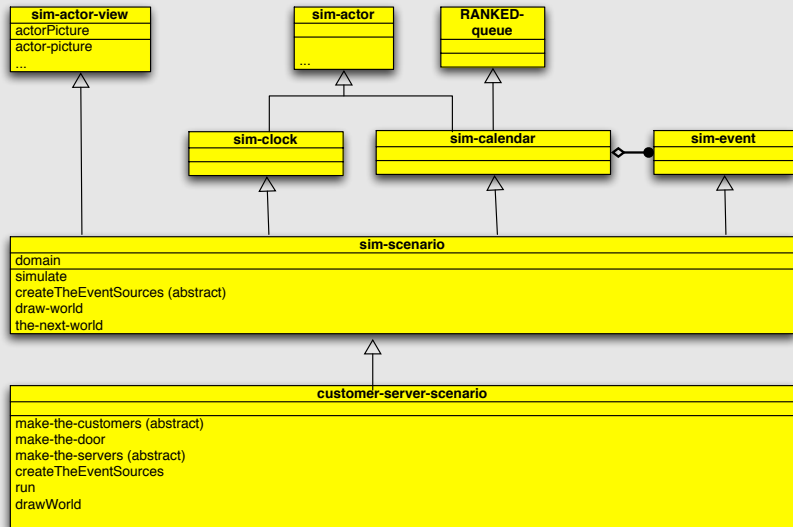 sim-actor-view
actorPicture
actor-picture
...
sim-actor
...
RANKED-
queue
sim-clock
sim-calendar
sim-event
sim-scenario
domain
simulate
createTheEventSources (abstract)
draw-world
the-next-world
customer-server-scenario
make-the-customers (abstract)
make-the-door
make-the-servers (abstract)
createTheEventSources
run
drawWorld